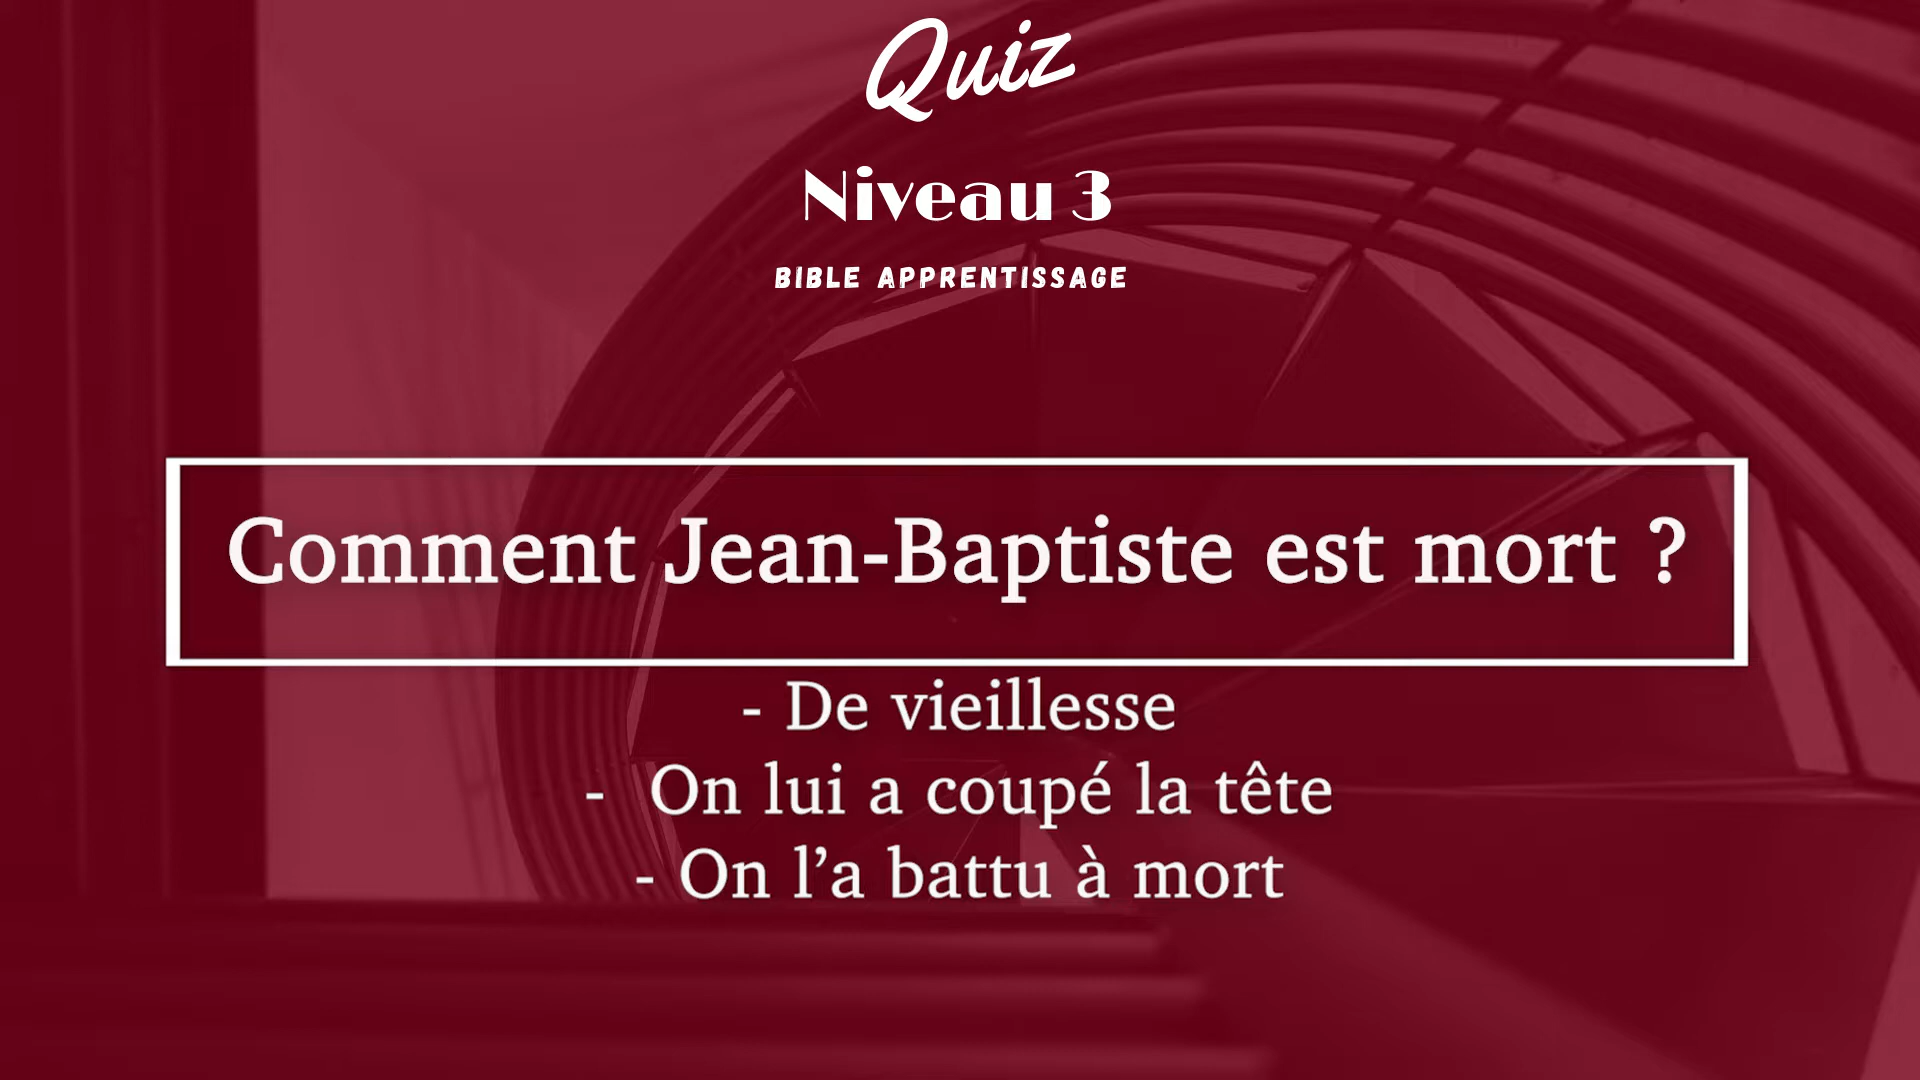 Quiz
Niveau 3
BIBLE APPRENTISSAGE
Comment Jean-Baptiste est mort ?
- De vieillesse
- On lui a coupé la tête
- On l’a battu à mort